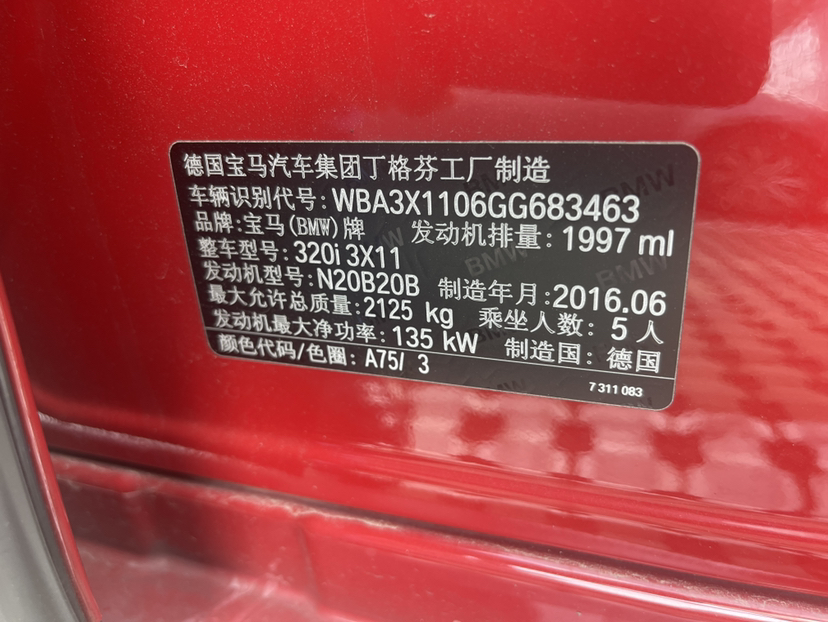 德国宝马汽车集团丁格芬工厂制造
车辆识别代号:WBA3X1106GG683463
品牌:宝马(BMW)牌 发动机排量:1997 ml
整车型号:320i 3X11
发动机型号:N20B20B 制造年月:2016.06
最大允许总质量:2125 kg 乘坐人数: 5 人
发动机最大净功率:135 kW 制造国: 德国
颜色代码/色圈: A75/ 3
7 311 083